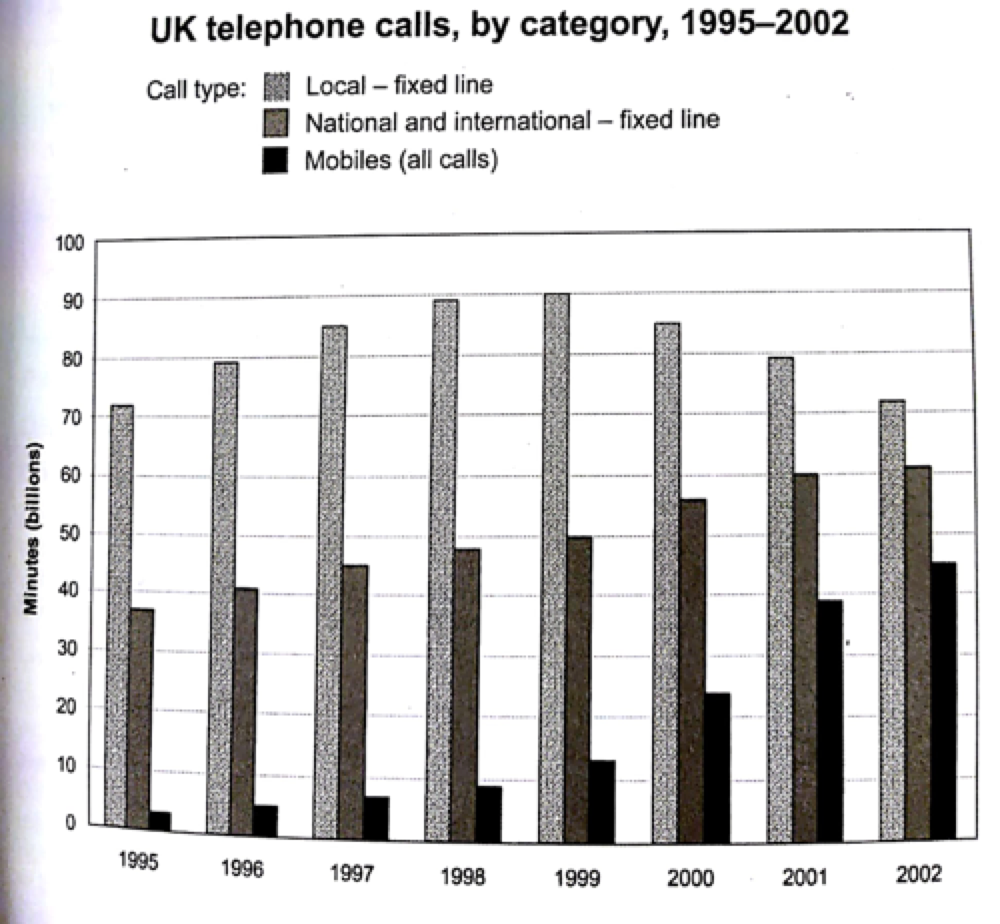 UK telephone calls, by category, 1995–2002
Call type: Local – fixed line
National and international – fixed line
Mobiles (all calls)
100
90
80
70
60
50
40
30
20
10
0
Minutes (billions)
1995 1996 1997 1998 1999 2000 2001 2002